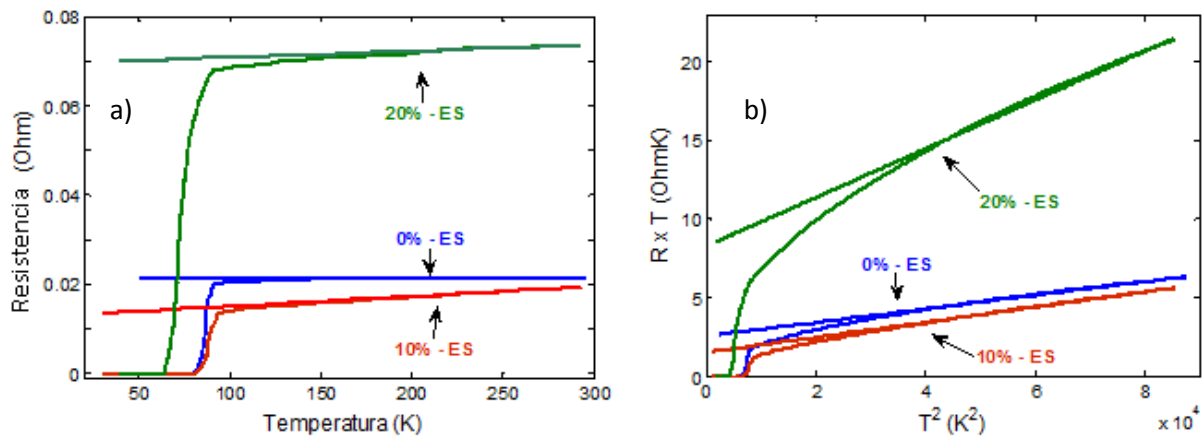 a)
Resistencia (Ohm)
0.08
0.06
0.04
0.02
0
20% - ES
0% - ES
10% - ES
50
100
150
200
250
300
Temperatura (K)
b)
R x T (OhmK)
20
15
10
5
0
20% - ES
0% - ES
10% - ES
0
2
4
6
8
x 10⁴
T² (K²)